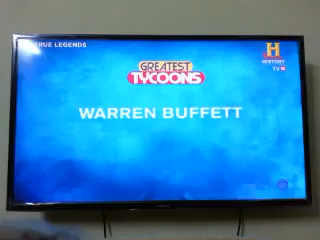 TRUE LEGENDS
H
HISTORY
TV18
GREATEST
TYCOONS
WARREN BUFFETT